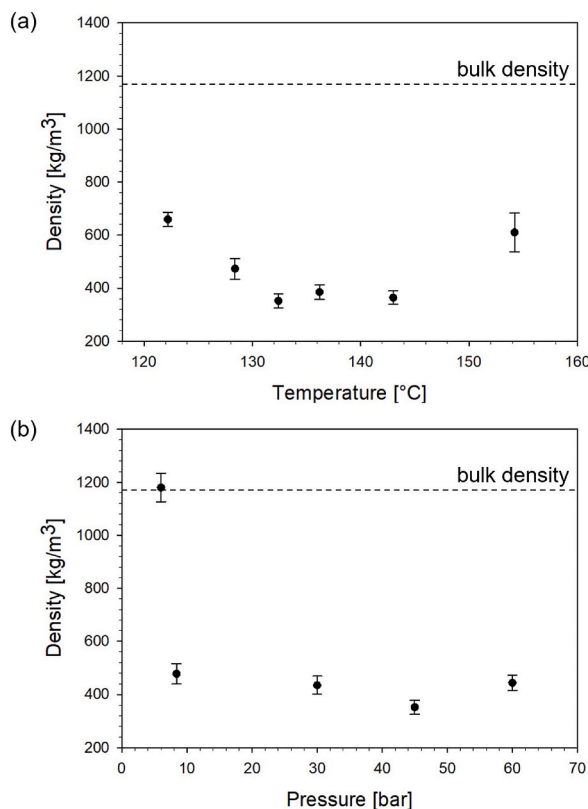 (a)
1400
1200
1000
800
600
400
200
bulk density
Density [kg/m³]
120 130 140 150 160
Temperature [°C]
(b)
1400
1200
1000
800
600
400
200
bulk density
Density [kg/m³]
0 10 20 30 40 50 60 70
Pressure [bar]